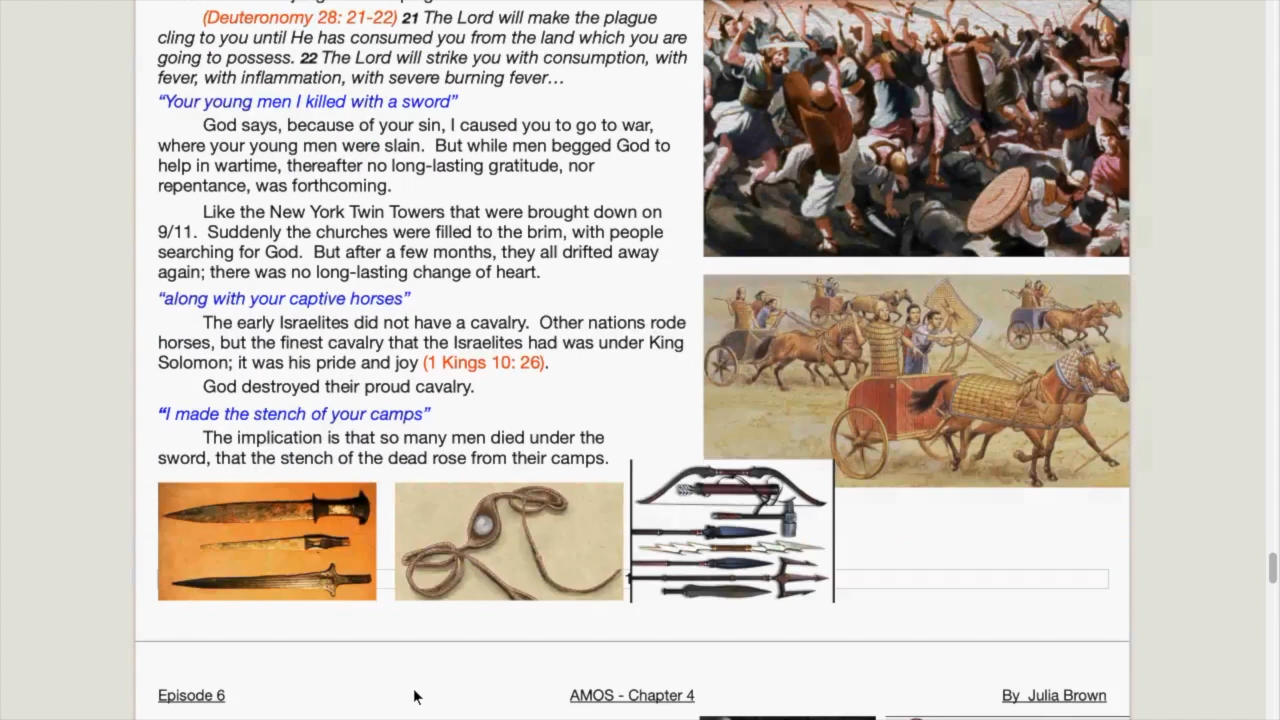 (Deuteronomy 28: 21-22) 21 The Lord will make the plague
cling to you until He has consumed you from the land which you are
going to possess. 22 The Lord will strike you with consumption, with
fever, with inflammation, with severe burning fever…
“Your young men I killed with a sword”
God says, because of your sin, I caused you to go to war,
where your young men were slain.  But while men begged God to
help in wartime, thereafter no long-lasting gratitude, nor
repentance, was forthcoming.
Like the New York Twin Towers that were brought down on
9/11.  Suddenly the churches were filled to the brim, with people
searching for God.  But after a few months, they all drifted away
again; there was no long-lasting change of heart.
“along with your captive horses”
The early Israelites did not have a cavalry.  Other nations rode
horses, but the finest cavalry that the Israelites had was under King
Solomon; it was his pride and joy (1 Kings 10: 26).
God destroyed their proud cavalry.
“I made the stench of your camps”
The implication is that so many men died under the
sword, that the stench of the dead rose from their camps.
Episode 6
AMOS - Chapter 4
By  Julia Brown